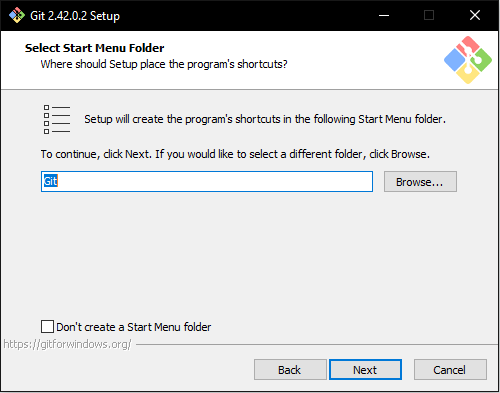 Git 2.42.0.2 Setup
Select Start Menu Folder
Where should Setup place the program's shortcuts?
Setup will create the program's shortcuts in the following Start Menu folder.
To continue, click Next. If you would like to select a different folder, click Browse.
Git
Browse...
Don't create a Start Menu folder
https://gitforwindows.org/
Back
Next
Cancel